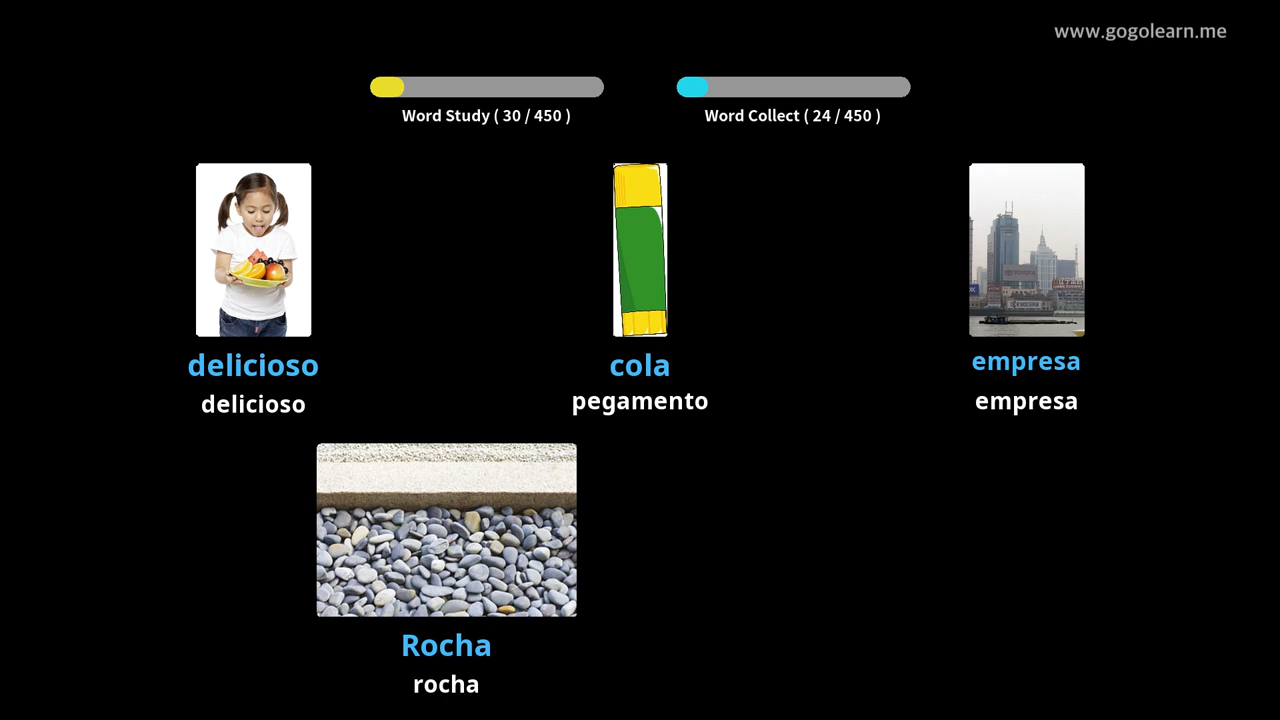 www.gogolearn.me
Word Study ( 30 / 450 )
Word Collect ( 24 / 450 )
TOYOTA
delicioso
cola
empresa
delicioso
pegamento
empresa
Rocha
rocha